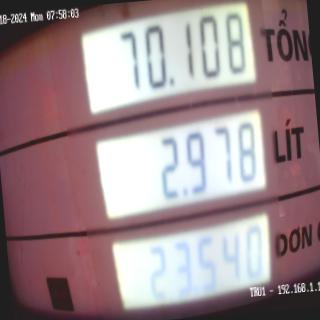 18-2024 Mon 07:58:03
70.108 TỔN
2.978 LÍT
23.540 ĐƠN
TRU1 - 192.168.1.1